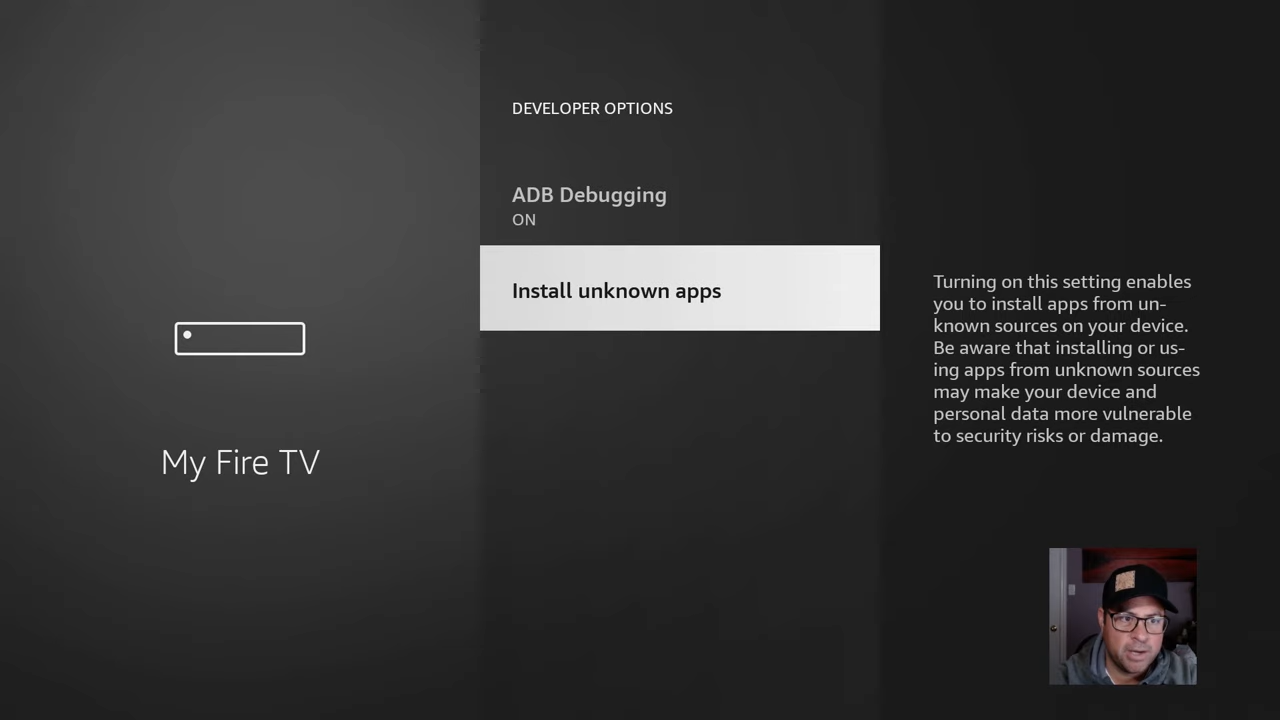 DEVELOPER OPTIONS
ADB Debugging
ON
Install unknown apps
My Fire TV
Turning on this setting enables
you to install apps from un-
known sources on your device.
Be aware that installing or us-
ing apps from unknown sources
may make your device and
personal data more vulnerable
to security risks or damage.